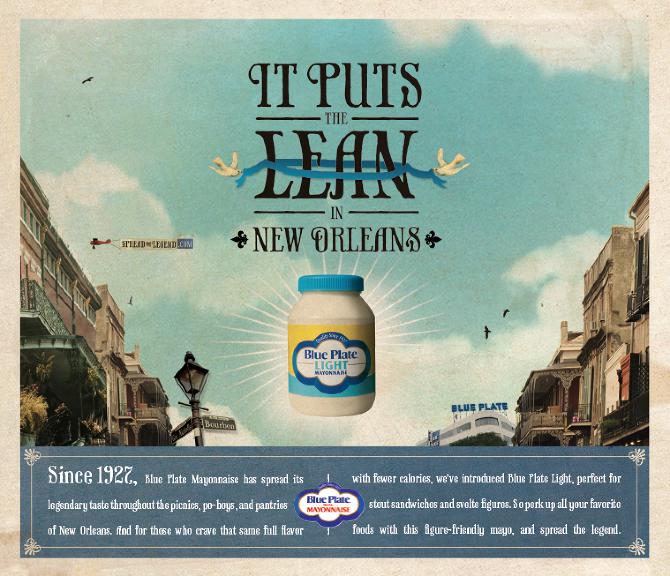 IT PUTS
THE
LEAN
IN
NEW ORLEANS
SPREAD THE LEGEND.COM
Blue Plate
LIGHT
MAYONNAISE
BLUE PLATE
Bourbon
Since 1927, Blue Plate Mayonnaise has spread its
legendary taste throughout the picnics, po-boys, and pantries
of New Orleans. And for those who crave that same full flavor
Blue Plate
MAYONNAISE
with fewer calories, we've introduced Blue Plate Light, perfect for
stout sandwiches and svelte figures. So perk up all your favorite
foods with this figure-friendly mayo, and spread the legend.